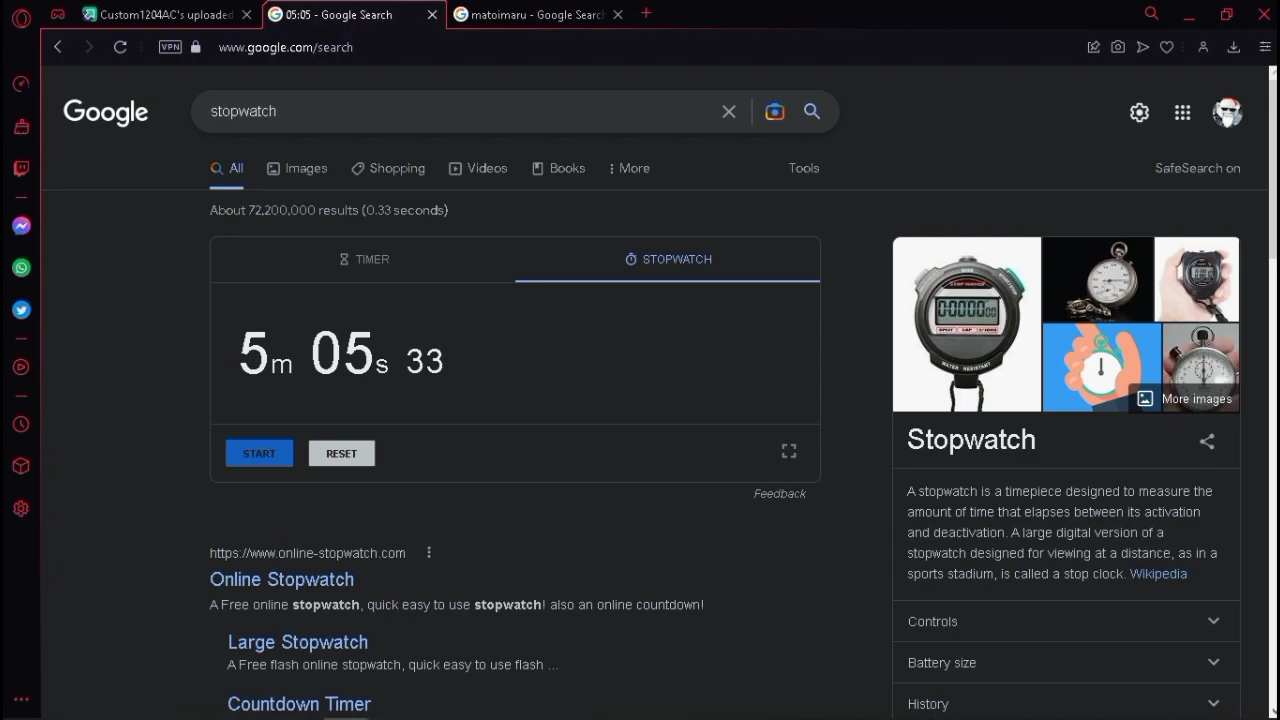 Custom1204AC's uploaded
05:05 - Google Search
matoimaru - Google Search
VPN
www.google.com/search
Google
stopwatch
All
Images
Shopping
Videos
Books
More
Tools
SafeSearch on
About 72,200,000 results (0.33 seconds)
TIMER
STOPWATCH
5m 05s 33
START
RESET
Feedback
More images
Stopwatch
A stopwatch is a timepiece designed to measure the
amount of time that elapses between its activation
and deactivation. A large digital version of a
stopwatch designed for viewing at a distance, as in a
sports stadium, is called a stop clock. Wikipedia
Controls
Battery size
History
https://www.online-stopwatch.com
Online Stopwatch
A Free online stopwatch, quick easy to use stopwatch! also an online countdown!
Large Stopwatch
A Free flash online stopwatch, quick easy to use flash ...
Countdown Timer